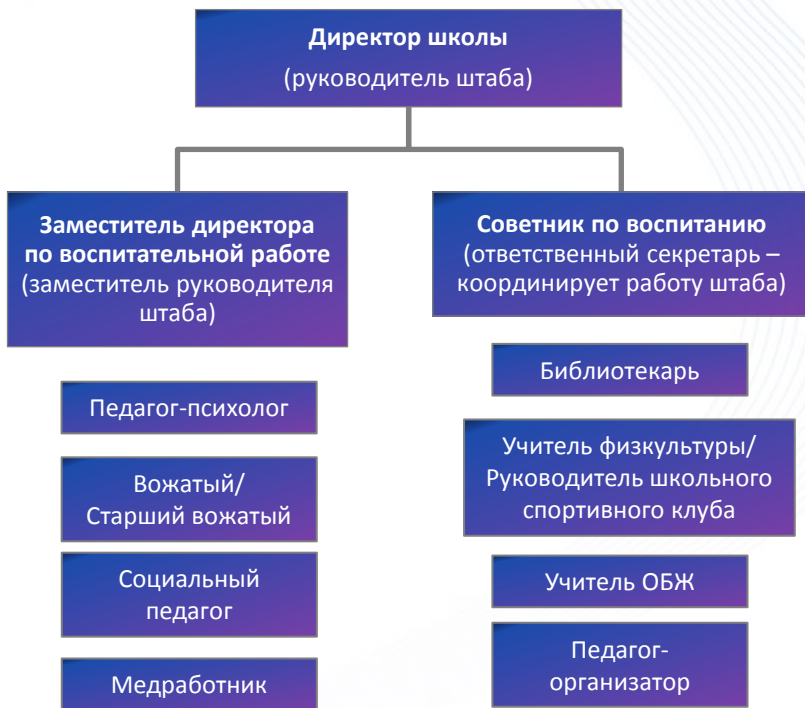 Директор школы
(руководитель штаба)
Заместитель директора
по воспитательной работе
(заместитель руководителя
штаба)
Советник по воспитанию
(ответственный секретарь –
координирует работу штаба)
Педагог-психолог
Вожатый/
Старший вожатый
Социальный
педагог
Медработник
Библиотекарь
Учитель физкультуры/
Руководитель школьного
спортивного клуба
Учитель ОБЖ
Педагог-
организатор